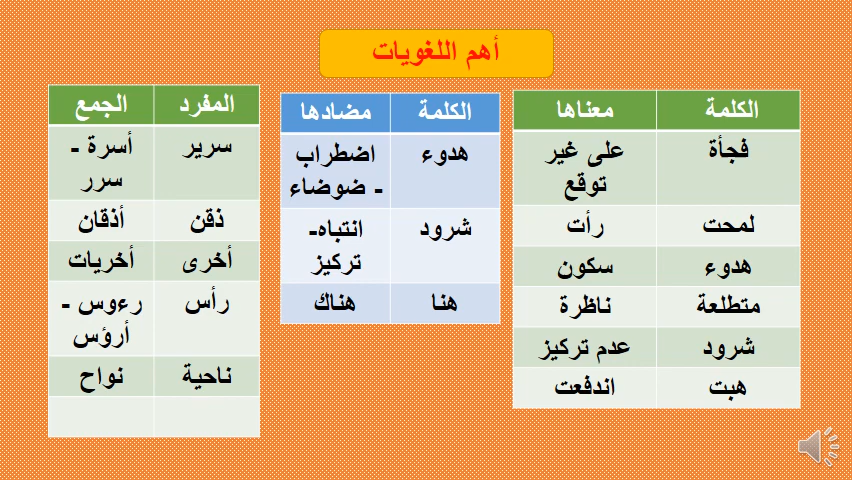 أهم اللغويات
الكلمة معناها
فجأة على غير
توقع
لمحت رأت
هدوء سكون
متطلعة ناظرة
شرود عدم تركيز
هبت اندفعت
الكلمة مضادها
هدوء اضطراب
- ضوضاء
شرود انتباه-
تركيز
هنا هناك
المفرد الجمع
سرير أسرة -
سرر
ذقن أذقان
أخرى أخريات
رأس رءوس -
أرؤس
ناحية نواح